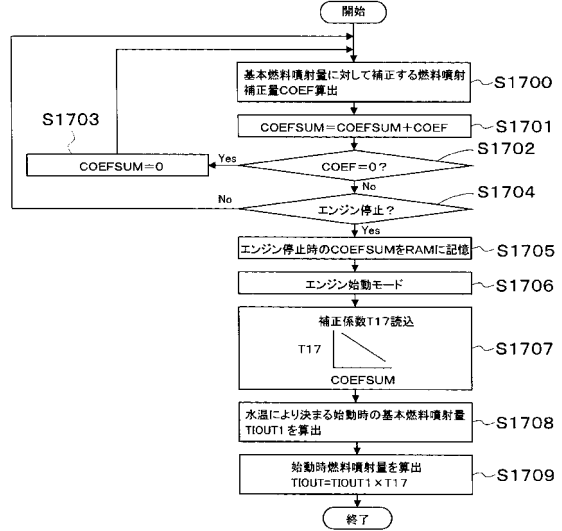 開始
基本燃料噴射量に対して補正する燃料噴射
補正量COEF算出
S1700
COEFSUM=COEFSUM+COEF
S1701
S1702
COEF=0?
Yes
S1703
COEFSUM=0
No
S1704
エンジン停止?
No
Yes
エンジン停止時のCOEFSUMをRAMに記憶
S1705
エンジン始動モード
S1706
補正係数T17読込
T17
COEFSUM
S1707
水温により決まる始動時の基本燃料噴射量
TIOUT1を算出
S1708
始動時燃料噴射量を算出
TIOUT=TIOUT1×T17
S1709
終了